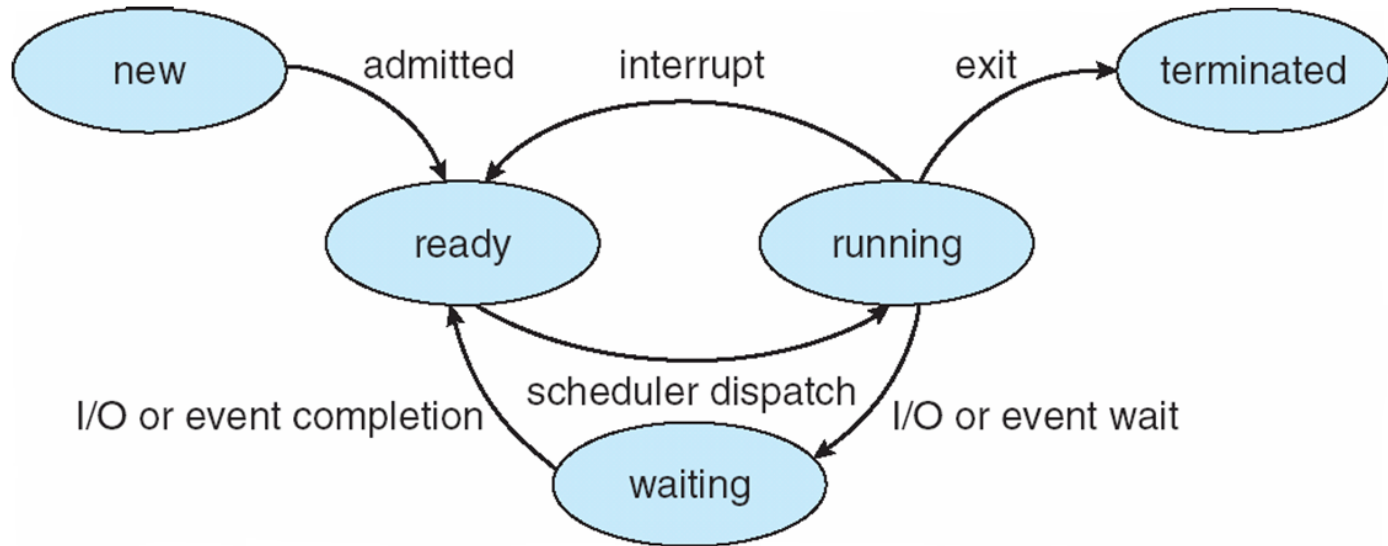 new
admitted
interrupt
exit
terminated
ready
running
I/O or event completion
scheduler dispatch
I/O or event wait
waiting